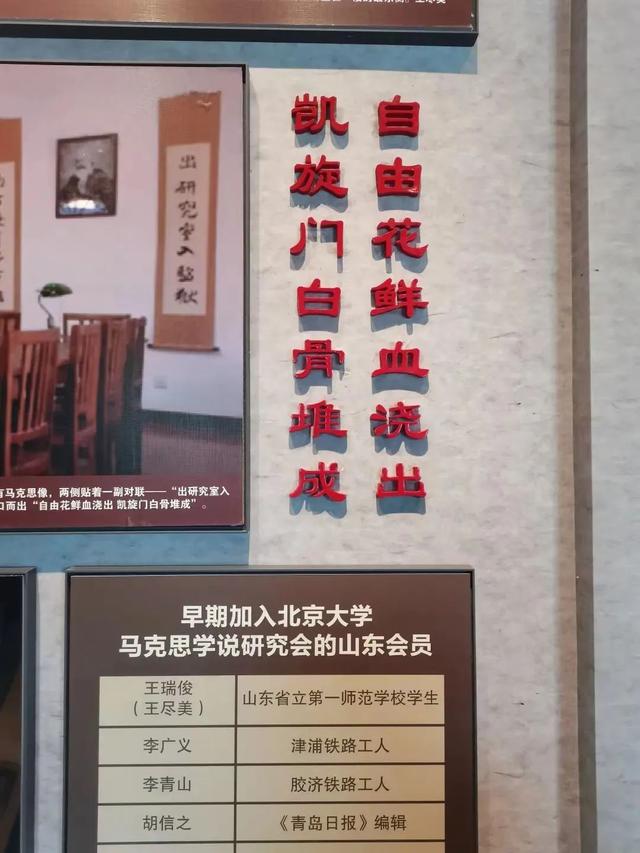 自由花鲜血浇出
凯旋门白骨堆成
出研究室入监狱
有马克思像，两侧贴着一副对联——“出研究室入
口而出“自由花鲜血浇出 凯旋门白骨堆成”。
早期加入北京大学
马克思学说研究会的山东会员
王瑞俊
（王尽美）
山东省立第一师范学校学生
李广义
津浦铁路工人
李青山
胶济铁路工人
胡信之
《青岛日报》编辑